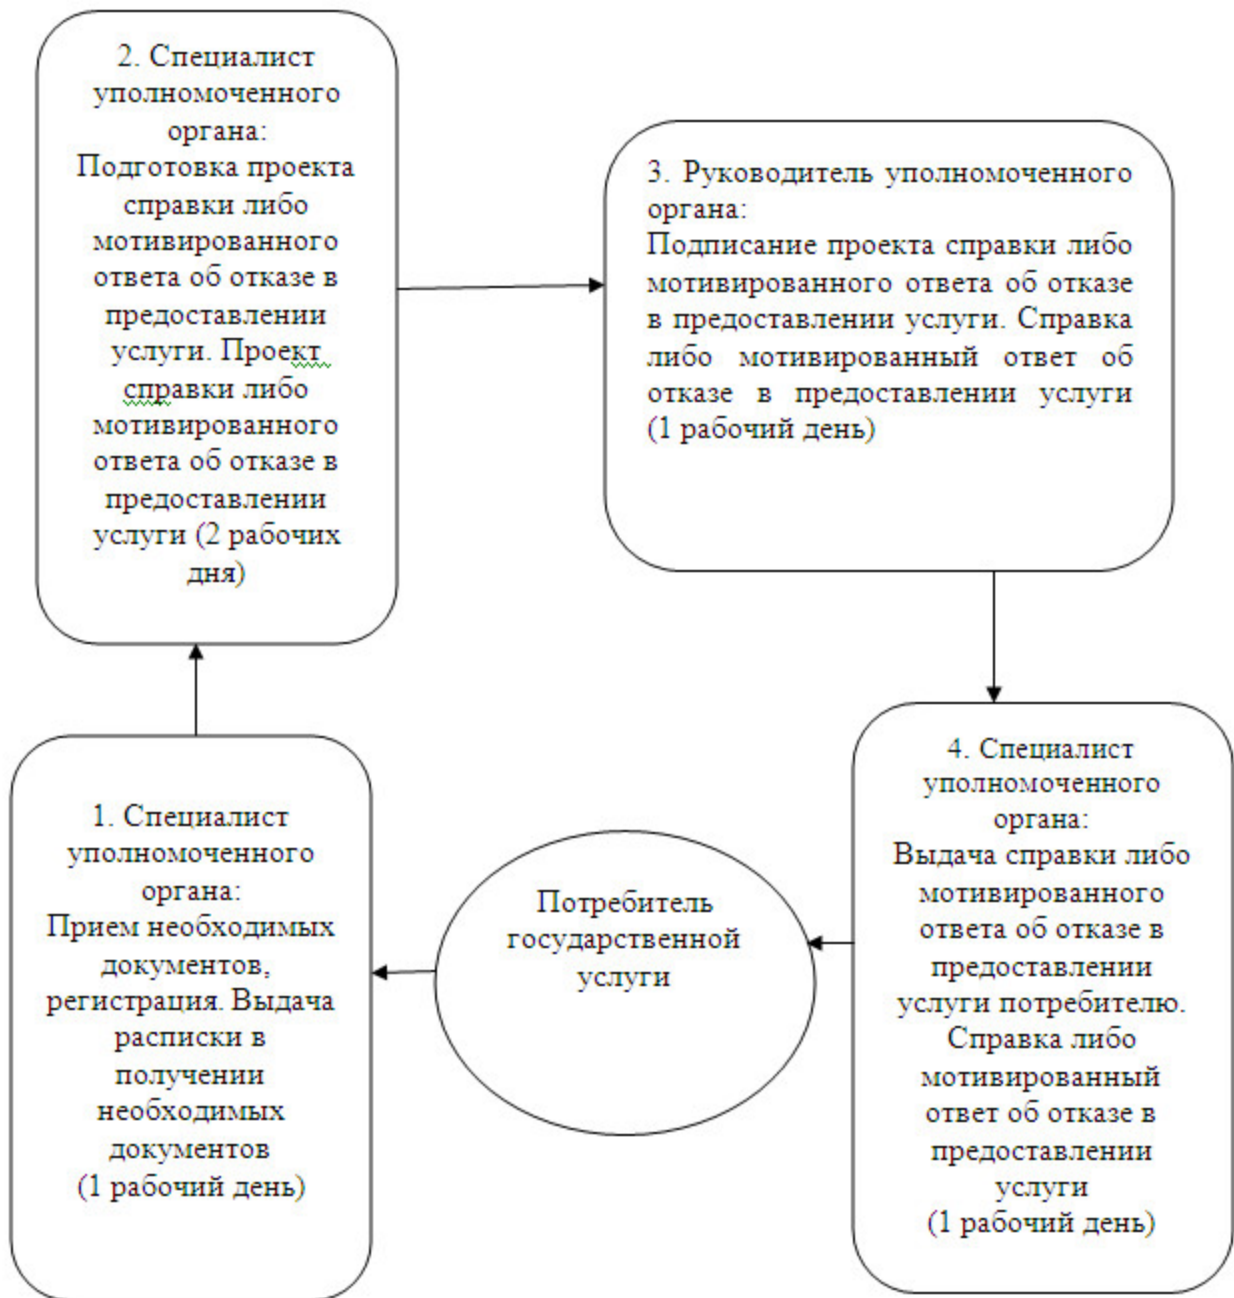 2. Специалист
уполномоченного
органа:
Подготовка проекта
справки либо
мотивированного
ответа об отказе в
предоставлении
услуги. Проект
справки либо
мотивированного
ответа об отказе в
предоставлении
услуги (2 рабочих
дня)
3. Руководитель уполномоченного
органа:
Подписание проекта справки либо
мотивированного ответа об отказе
в предоставлении услуги. Справка
либо мотивированный ответ об
отказе в предоставлении услуги
(1 рабочий день)
1. Специалист
уполномоченного
органа:
Прием необходимых
документов,
регистрация. Выдача
расписки в
получении
необходимых
документов
(1 рабочий день)
Потребитель
государственной
услуги
4. Специалист
уполномоченного
органа:
Выдача справки либо
мотивированного
ответа об отказе в
предоставлении
услуги потребителю.
Справка либо
мотивированный
ответ об отказе в
предоставлении
услуги
(1 рабочий день)